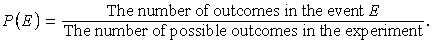 P(E) = The number of outcomes in the event E / The number of possible outcomes in the experiment.